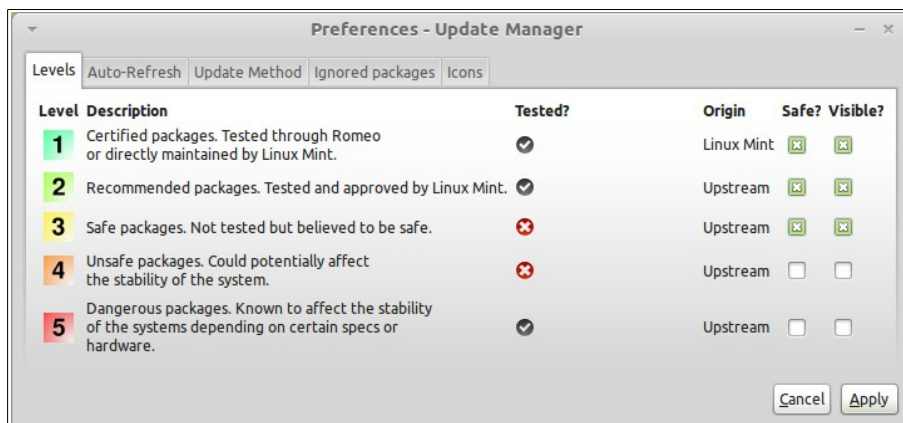 Preferences - Update Manager
Levels Auto-Refresh Update Method Ignored packages Icons
Level Description Tested? Origin Safe? Visible?
1 Certified packages. Tested through Romeo
or directly maintained by Linux Mint. Linux Mint
2 Recommended packages. Tested and approved by Linux Mint. Upstream
3 Safe packages. Not tested but believed to be safe. Upstream
4 Unsafe packages. Could potentially affect
the stability of the system. Upstream
Dangerous packages. Known to affect the stability
5 of the systems depending on certain specs or Upstream
hardware.
Cancel Apply